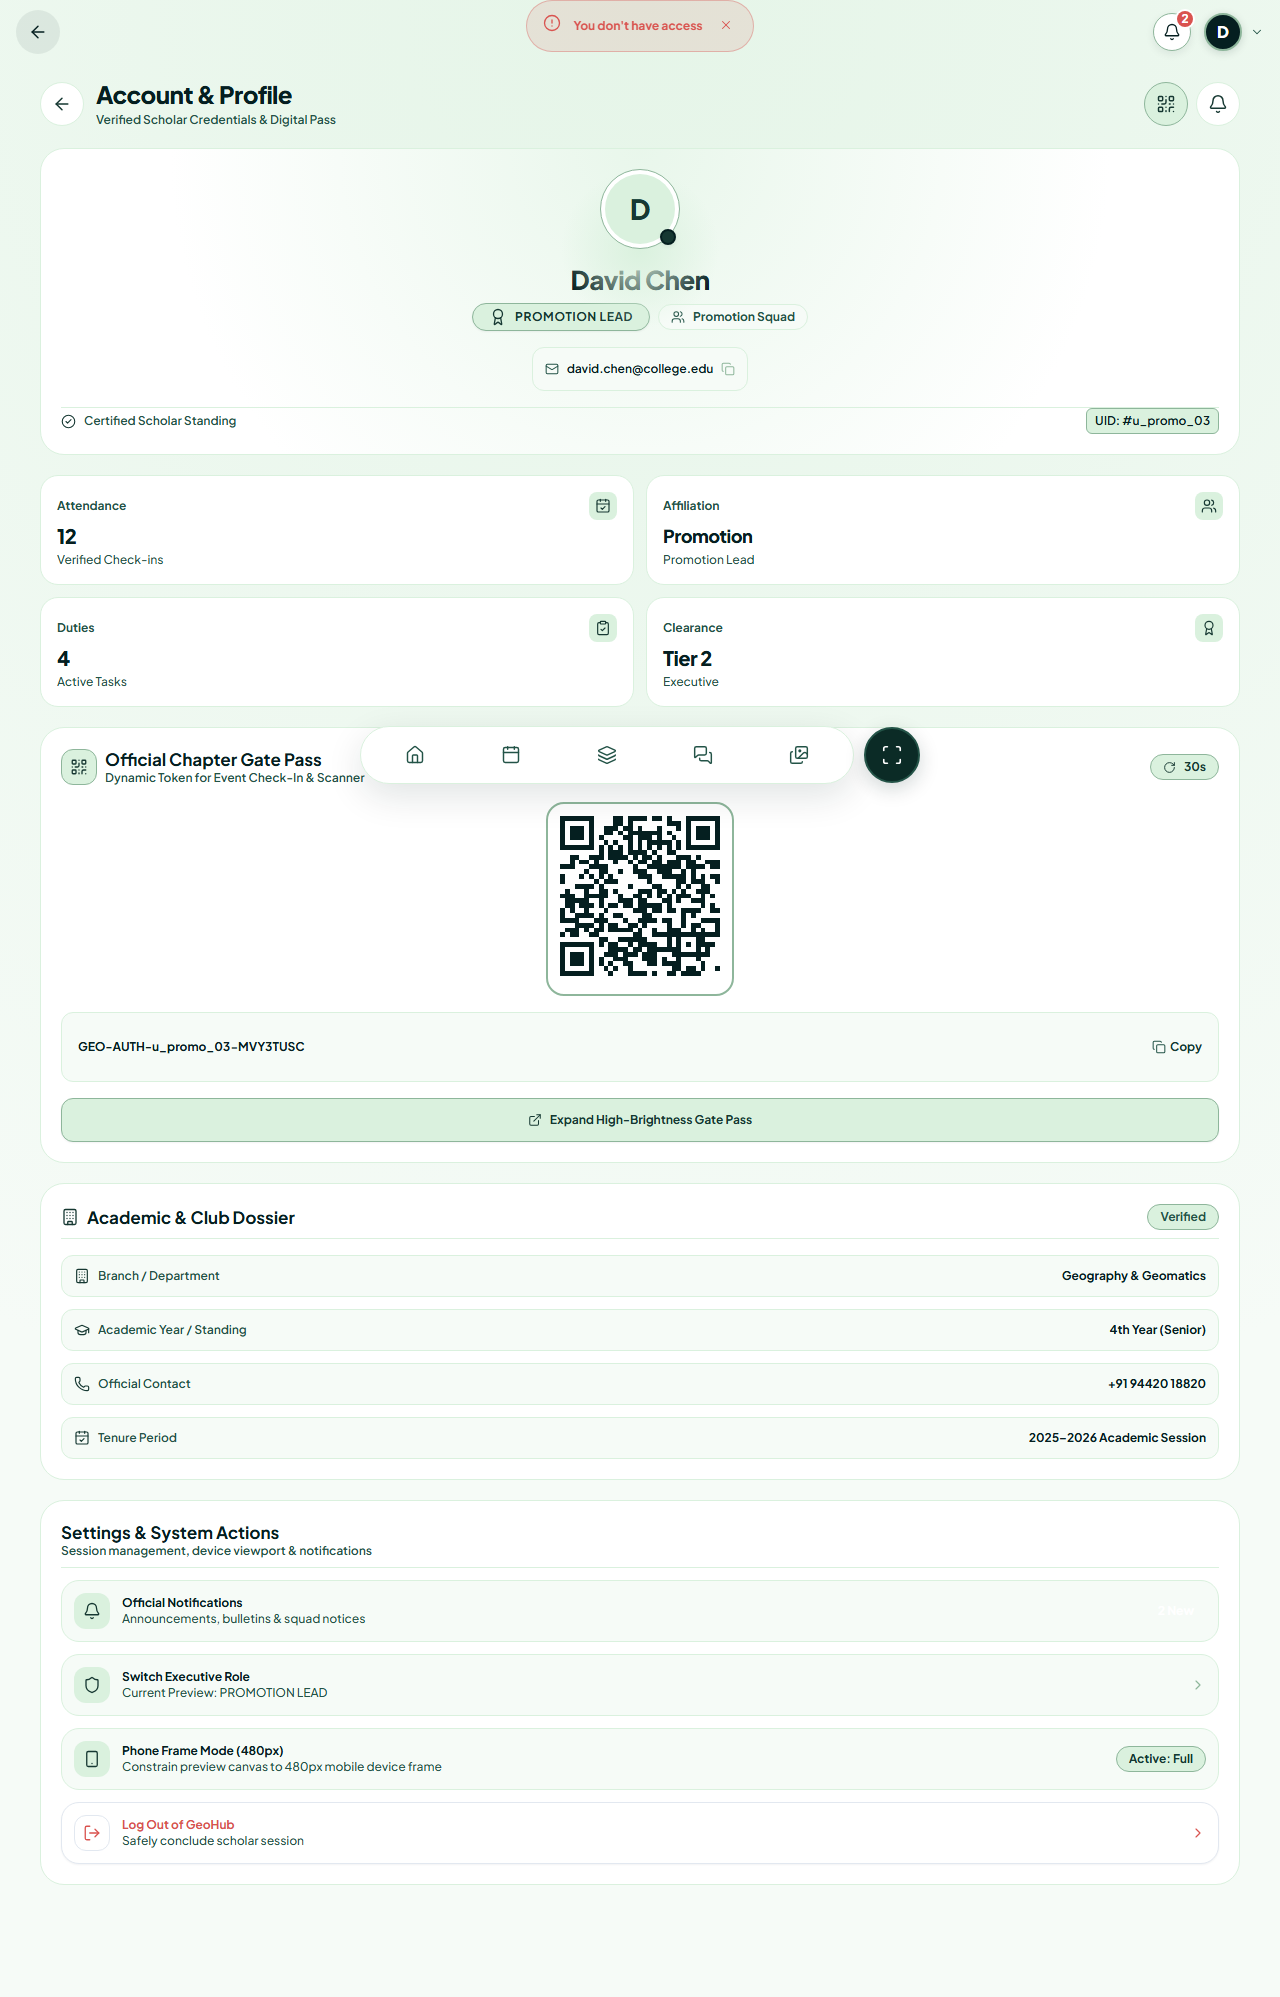 You don't have access
2
D
Account & Profile
Verified Scholar Credentials & Digital Pass
D
David Chen
PROMOTION LEAD
Promotion Squad
david.chen@college.edu
Certified Scholar Standing
UID: #u_promo_03
Attendance
12
Verified Check-ins
Affiliation
Promotion
Promotion Lead
Duties
4
Active Tasks
Clearance
Tier 2
Executive
Official Chapter Gate Pass
Dynamic Token for Event Check-In & Scanner
30s
GEO-AUTH-u_promo_03-MVY3TUSC
Copy
Expand High-Brightness Gate Pass
Academic & Club Dossier
Verified
Branch / Department
Geography & Geomatics
Academic Year / Standing
4th Year (Senior)
Official Contact
+91 94420 18820
Tenure Period
2025–2026 Academic Session
Settings & System Actions
Session management, device viewport & notifications
Official Notifications
Announcements, bulletins & squad notices
2 New
Switch Executive Role
Current Preview: PROMOTION LEAD
Phone Frame Mode (480px)
Constrain preview canvas to 480px mobile device frame
Active: Full
Log Out of GeoHub
Safely conclude scholar session